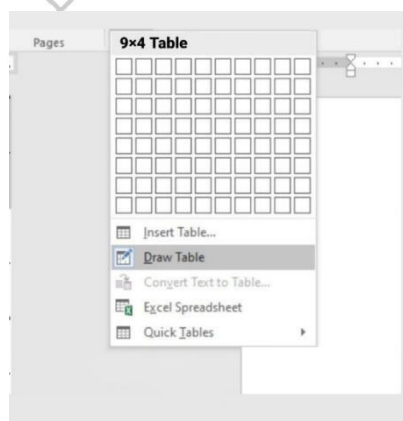 Pages
9×4 Table
Insert Table...
Draw Table
Convert Text to Table...
Excel Spreadsheet
Quick Tables